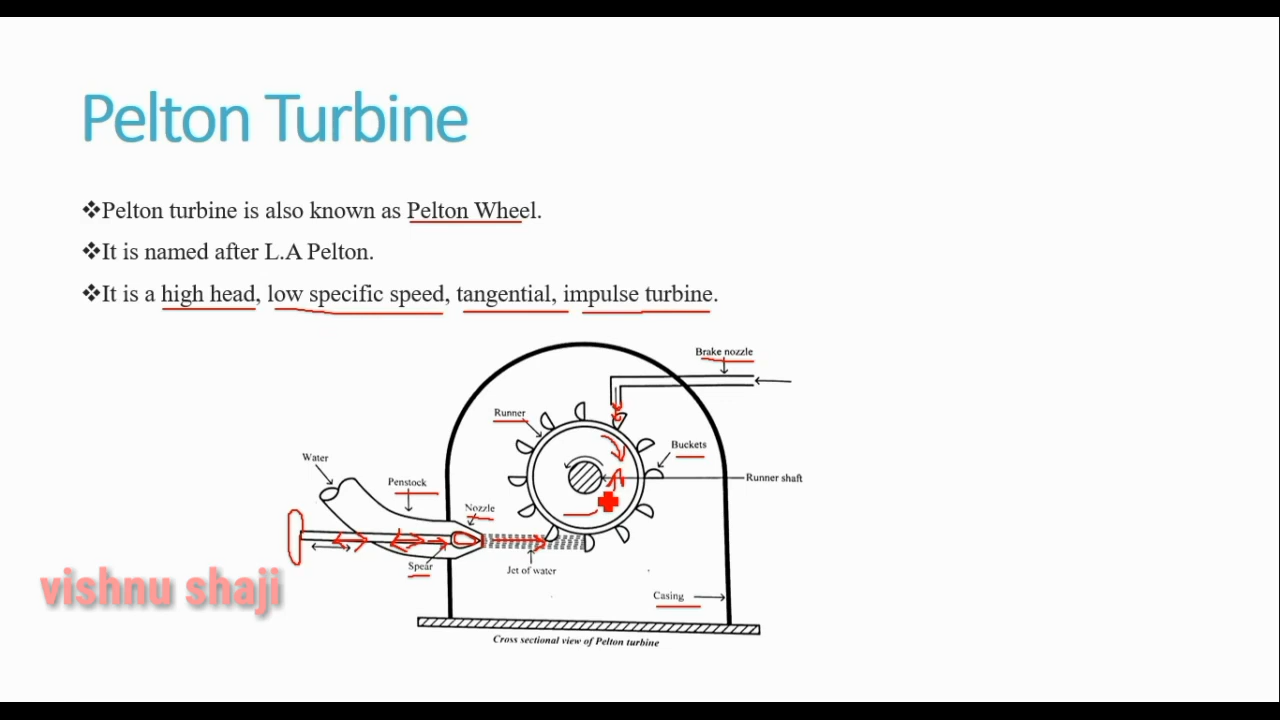 Pelton Turbine
❖Pelton turbine is also known as Pelton Wheel.
❖It is named after L.A Pelton.
❖It is a high head, low specific speed, tangential, impulse turbine.
Brake nozzle
Runner
Buckets
Water
Penstock
Runner shaft
Nozzle
Spear
Jet of water
vishnu shaji
Casing
Cross sectional view of Pelton turbine